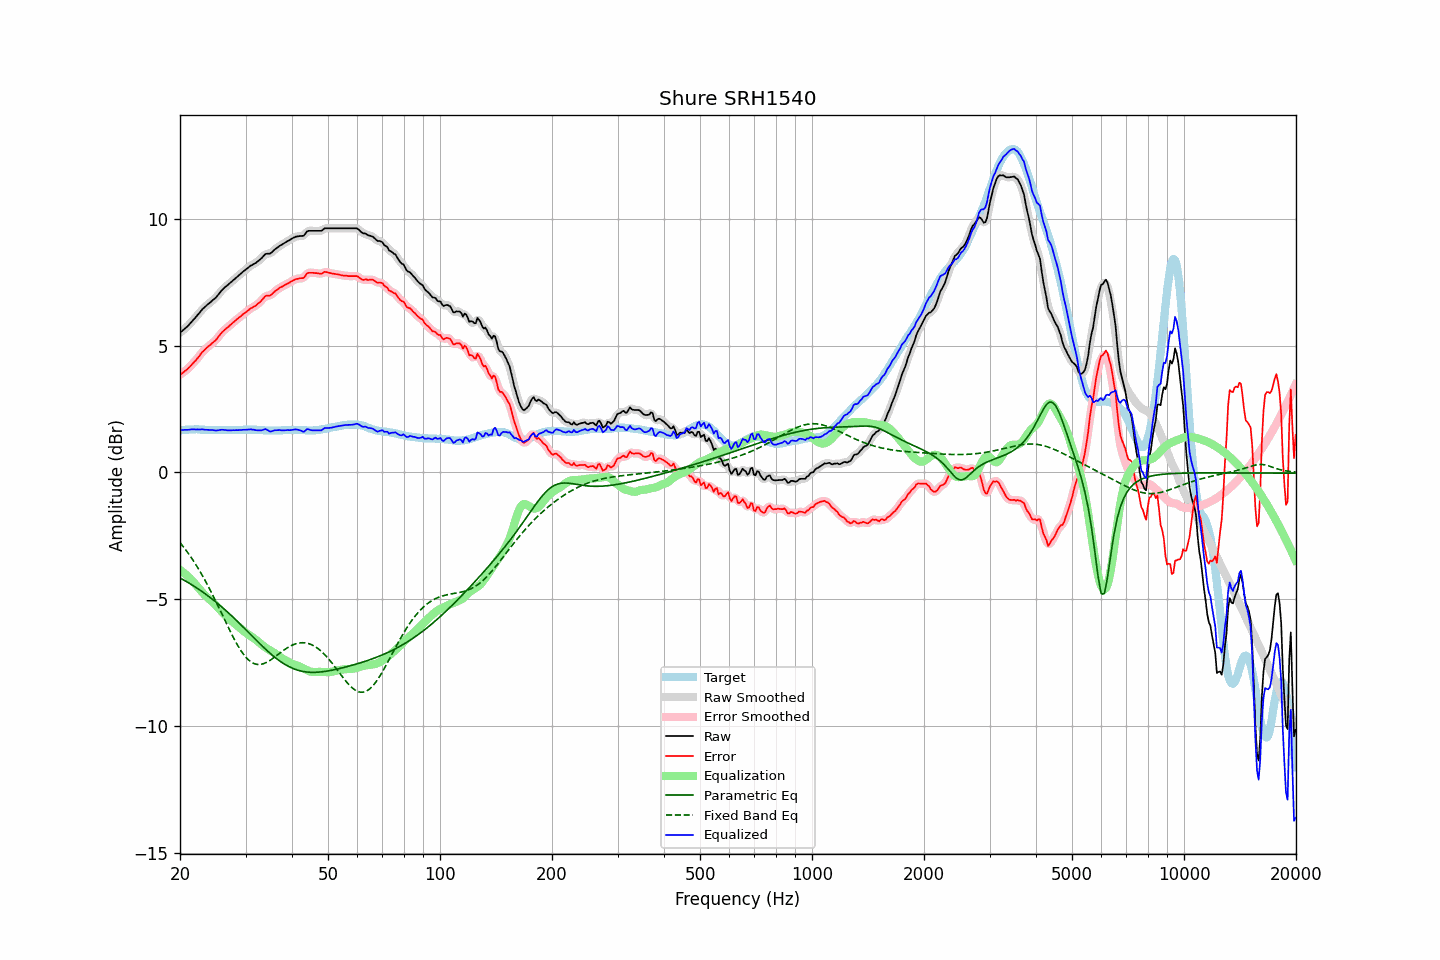 Shure SRH1540
Amplitude (dBr)
10
5
0
−5
−10
−15
20
50
100
200
500
1000
2000
5000
10000
20000
Frequency (Hz)
Target
Raw Smoothed
Error Smoothed
Raw
Error
Equalization
Parametric Eq
Fixed Band Eq
Equalized